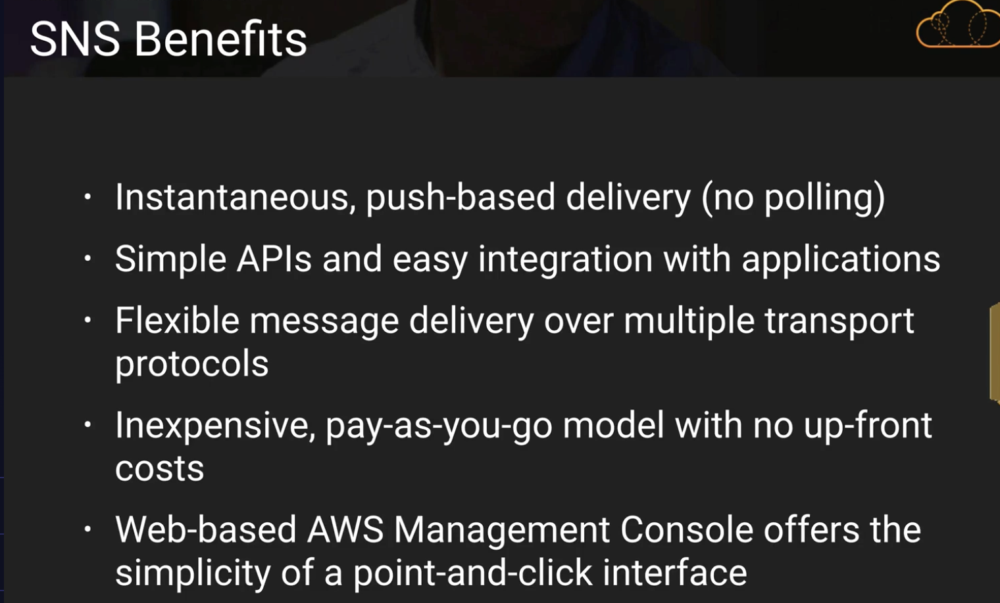 SNS Benefits
• Instantaneous, push-based delivery (no polling)
• Simple APIs and easy integration with applications
• Flexible message delivery over multiple transport
protocols
• Inexpensive, pay-as-you-go model with no up-front
costs
• Web-based AWS Management Console offers the
simplicity of a point-and-click interface